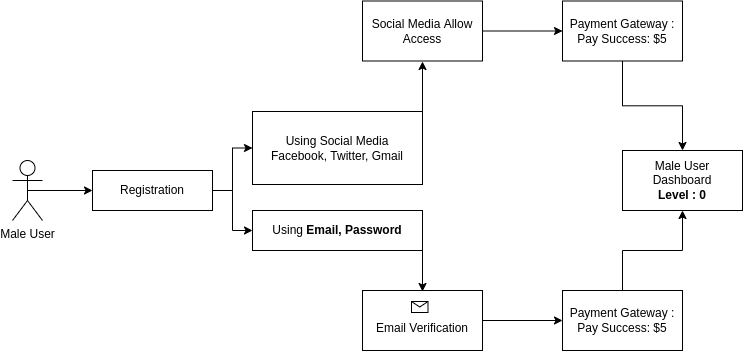 Social Media Allow
Access
Payment Gateway :
Pay Success: $5
Using Social Media
Facebook, Twitter, Gmail
Male User
Dashboard
Level : 0
Registration
Male User
Using Email, Password
Email Verification
Payment Gateway :
Pay Success: $5